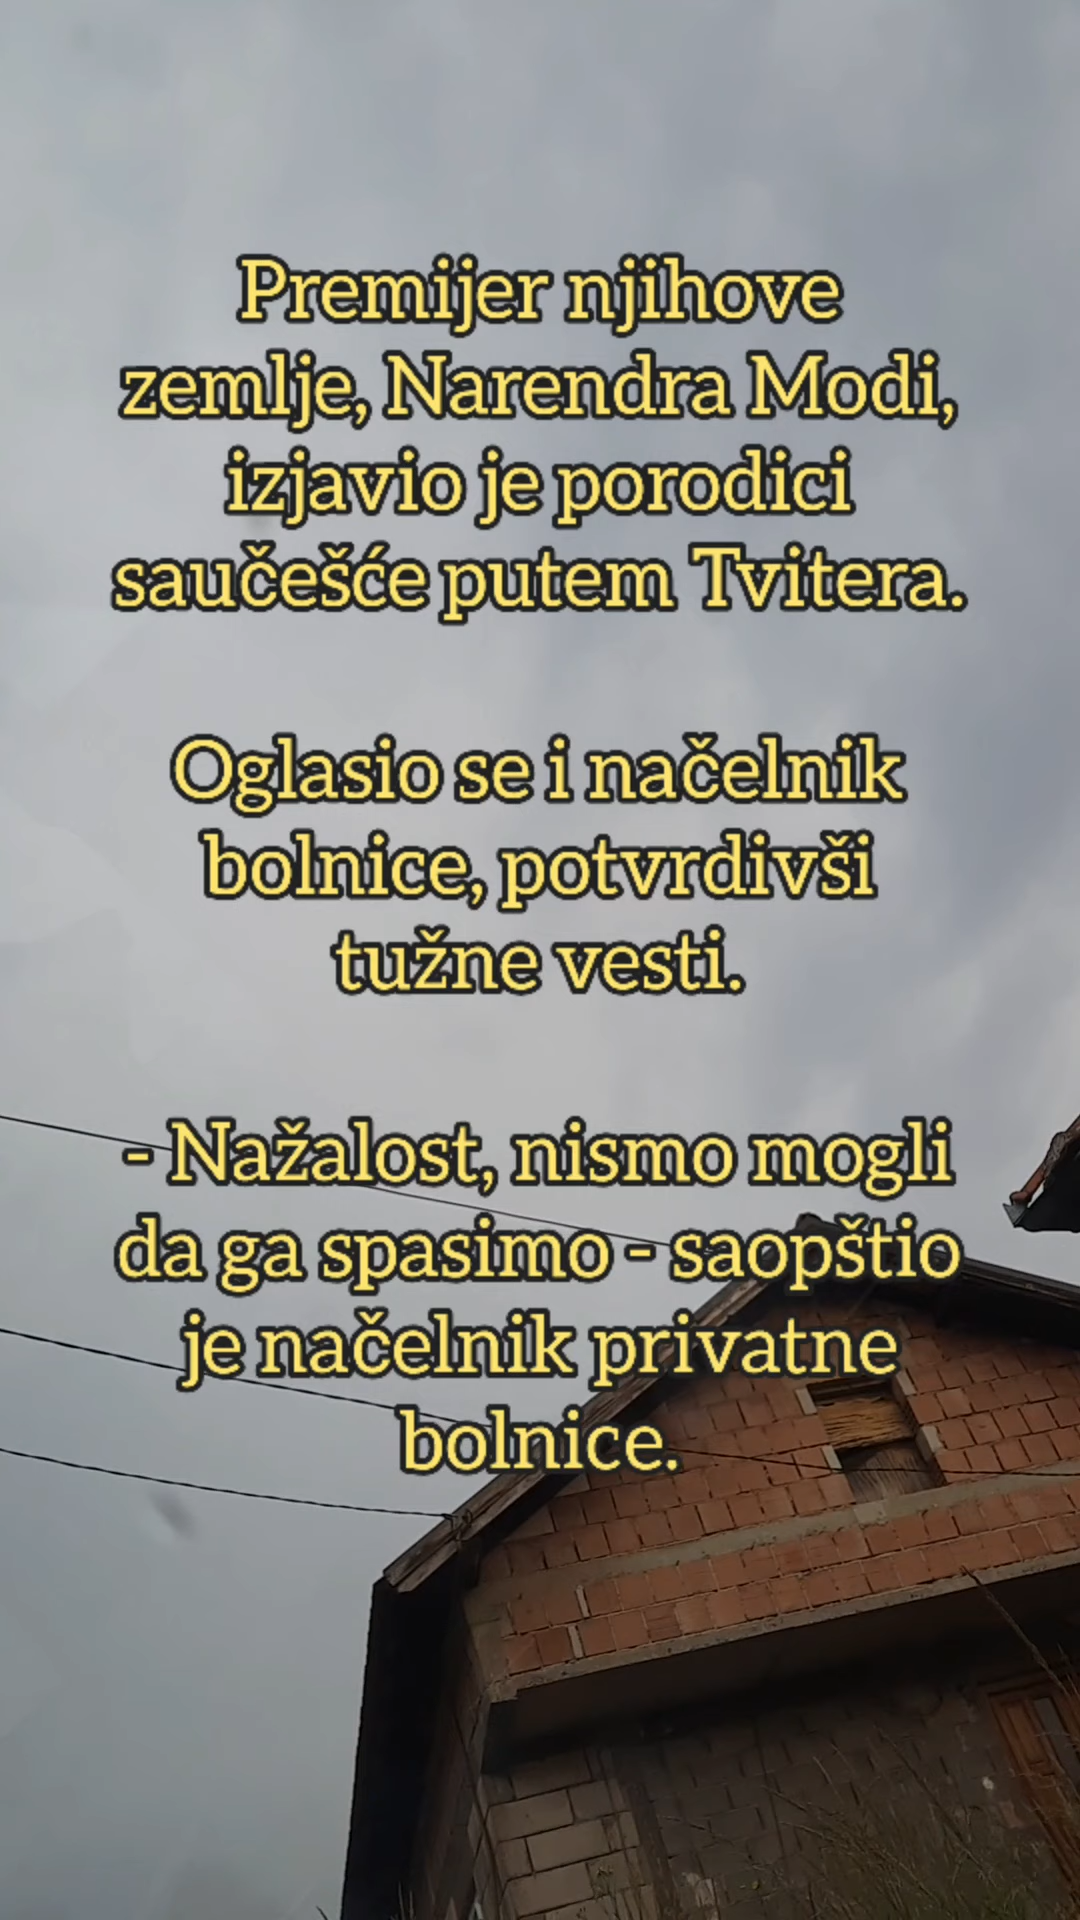 Premijer njihove
zemlje, Narendra Modi,
izjavio je porodici
saučešće putem Tvitera.
Oglasio se i načelnik
bolnice, potvrdivši
tužne vesti.
- Nažalost, nismo mogli
da ga spasimo - saopštio
je načelnik privatne
bolnice.